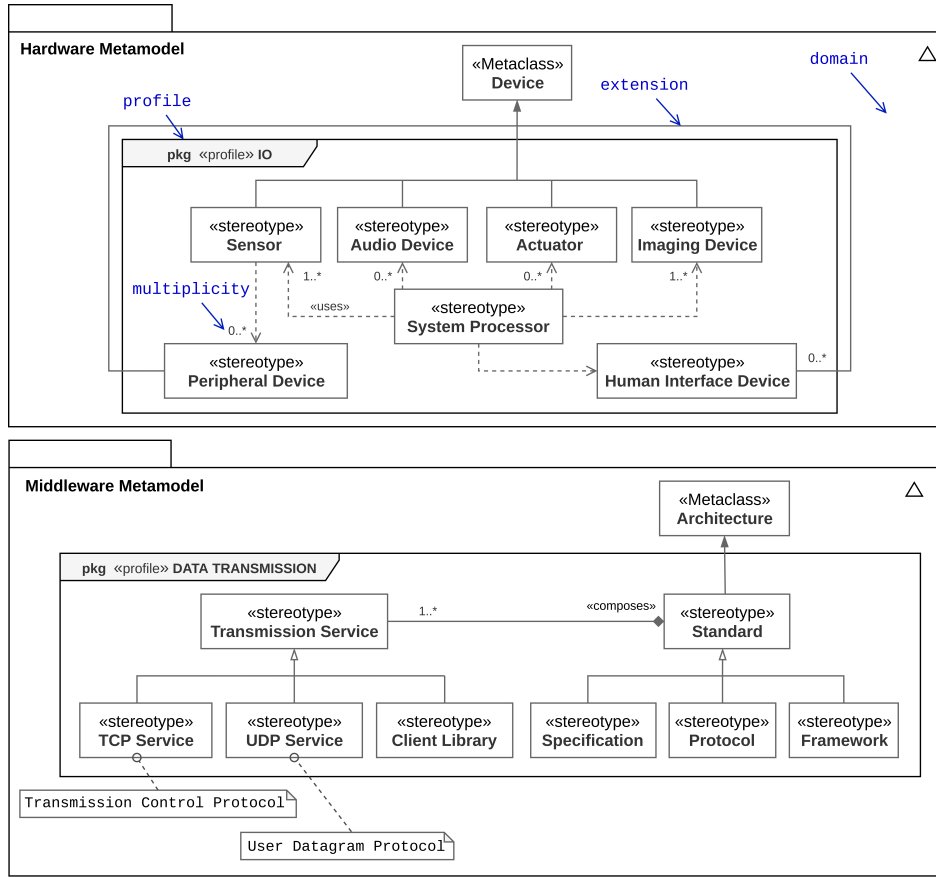 Hardware Metamodel
«Metaclass»
Device
domain
extension
profile
pkg «profile» IO
«stereotype»
Sensor
«stereotype»
Audio Device
«stereotype»
Actuator
«stereotype»
Imaging Device
1..*
0..*
0..*
1..*
multiplicity
«uses»
0..*
«stereotype»
System Processor
«stereotype»
Peripheral Device
«stereotype»
Human Interface Device
0..*
Middleware Metamodel
«Metaclass»
Architecture
pkg «profile» DATA TRANSMISSION
«stereotype»
Transmission Service
1..*
«composes»
«stereotype»
Standard
«stereotype»
TCP Service
«stereotype»
UDP Service
«stereotype»
Client Library
«stereotype»
Specification
«stereotype»
Protocol
«stereotype»
Framework
Transmission Control Protocol
User Datagram Protocol